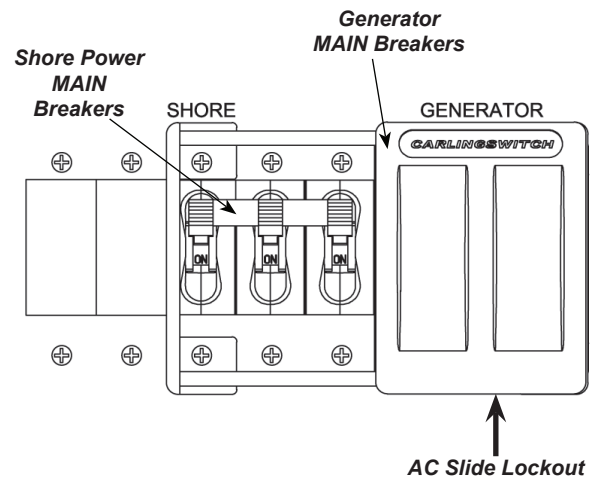 Generator
MAIN Breakers
Shore Power
MAIN
Breakers
SHORE
GENERATOR
CARLINGSWITCH
ON
ON
ON
AC Slide Lockout